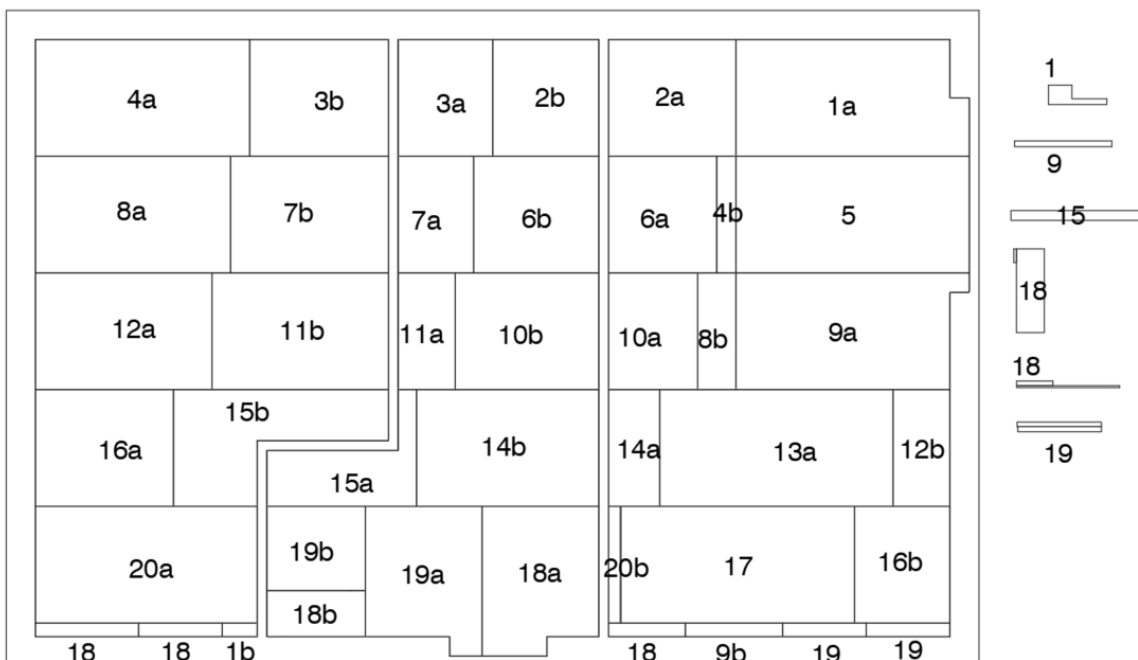 4a 3b 3a 2b 2a 1a 1
8a 7b 7a 6b 6a 4b 5 9
15
12a 11b 11a 10b 10a 8b 9a 18
16a 15b 15a 14b 14a 13a 12b 18
19
20a 19b 19a 18a 20b 17 16b
18b
18 18 1b 18 9b 19 19